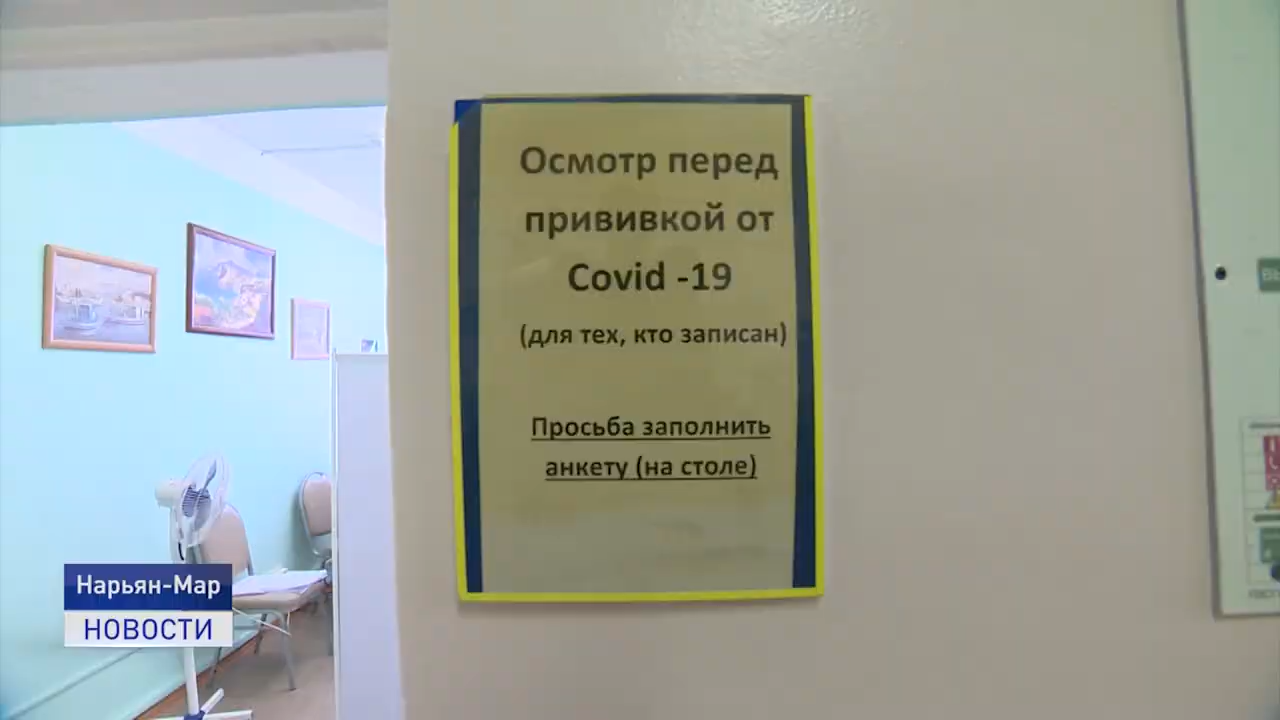 Осмотр перед
прививкой от
Covid -19
(для тех, кто записан)
Просьба заполнить
анкету (на столе)
Нарьян-Мар
НОВОСТИ